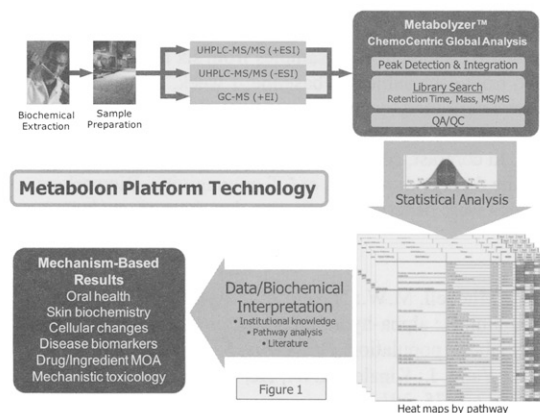 Biochemical
Extraction
Sample
Preparation
UHPLC-MS/MS (+ESI)
UHPLC-MS/MS (-ESI)
GC-MS (+EI)
Metabolyzer™
ChemoCentric Global Analysis
Peak Detection & Integration
Library Search
Retention Time, Mass, MS/MS
QA/QC
Statistical Analysis
Metabolon Platform Technology
Heat maps by pathway
Data/Biochemical
Interpretation
• Institutional knowledge
• Pathway analysis
• Literature
Mechanism-Based
Results
Oral health
Skin biochemistry
Cellular changes
Disease biomarkers
Drug/Ingredient MOA
Mechanistic toxicology
Figure 1